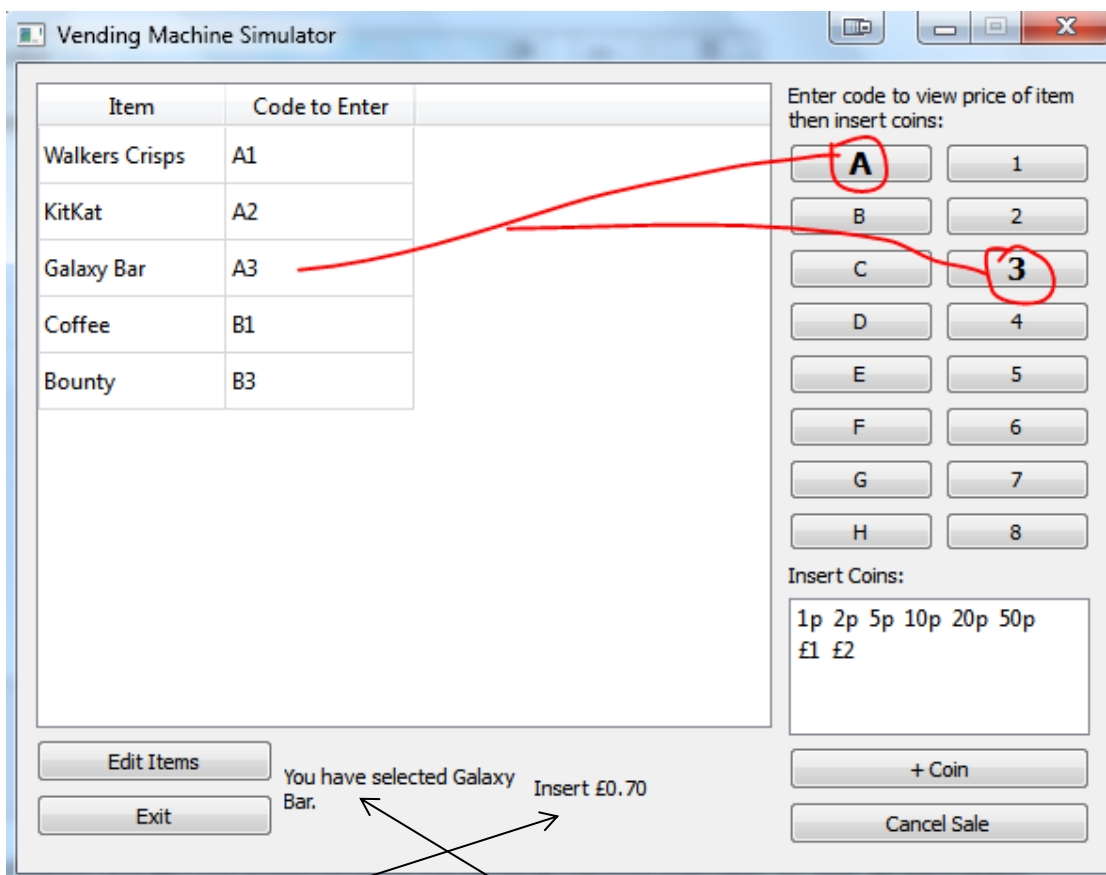 Vending Machine Simulator
Item Code to Enter
Walkers Crisps A1
KitKat A2
Galaxy Bar A3
Coffee B1
Bounty B3
Enter code to view price of item
then insert coins:
A 1
B 2
C 3
D 4
E 5
F 6
G 7
H 8
Insert Coins:
1p 2p 5p 10p 20p 50p
£1 £2
Edit Items
Exit
You have selected Galaxy
Bar.
Insert £0.70
+ Coin
Cancel Sale